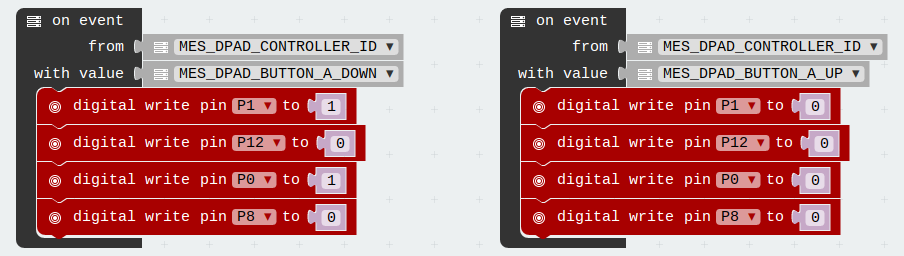 on event
from MES_DPAD_CONTROLLER_ID ▼
with value MES_DPAD_BUTTON_A_DOWN ▼
digital write pin P1 ▼ to 1
digital write pin P12 ▼ to 0
digital write pin P0 ▼ to 1
digital write pin P8 ▼ to 0
on event
from MES_DPAD_CONTROLLER_ID ▼
with value MES_DPAD_BUTTON_A_UP ▼
digital write pin P1 ▼ to 0
digital write pin P12 ▼ to 0
digital write pin P0 ▼ to 0
digital write pin P8 ▼ to 0